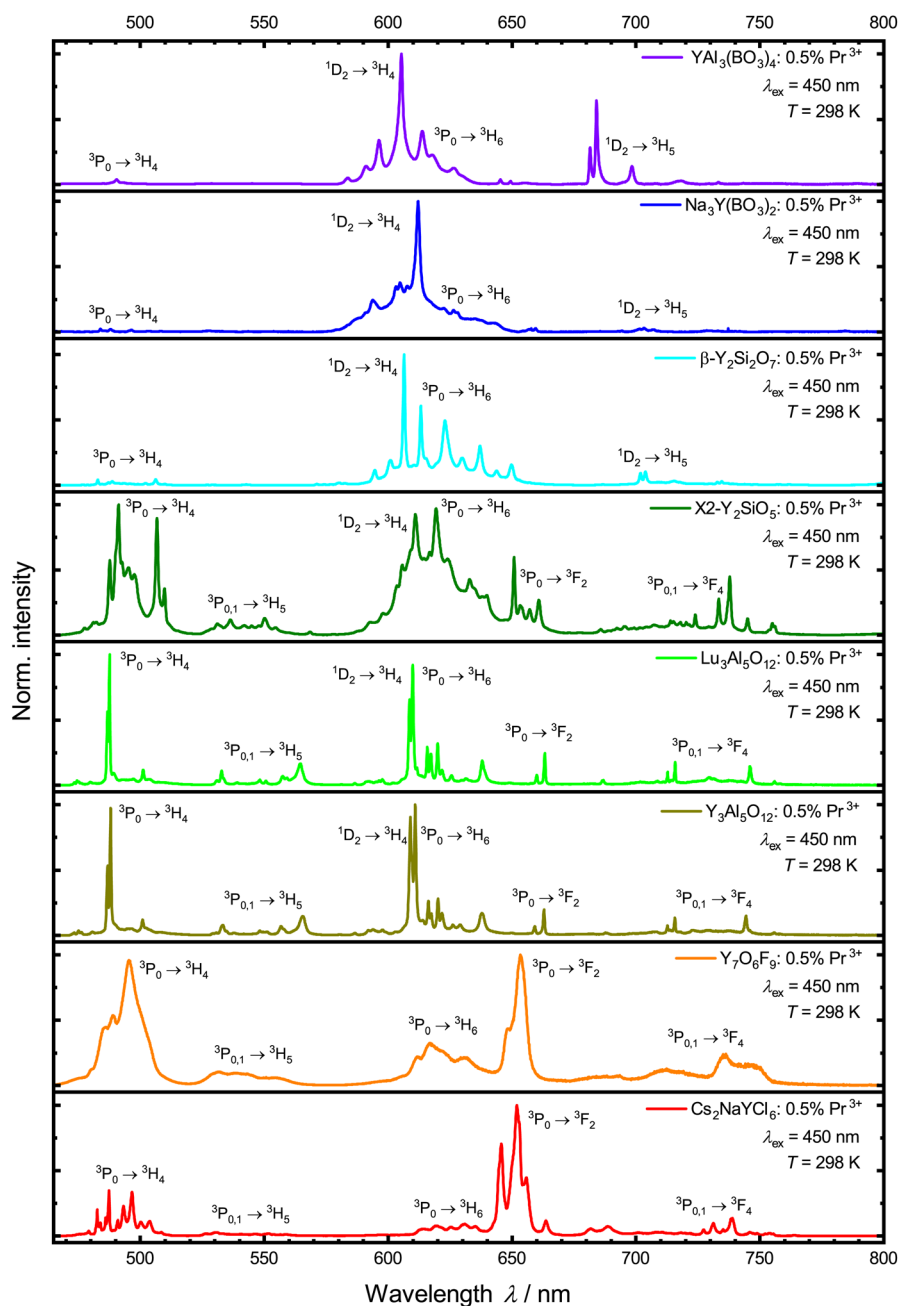 500 550 600 650 700 750 800
YAl₃(BO₃)₄: 0.5% Pr³⁺
λex = 450 nm
T = 298 K
¹D₂ → ³H₄
³P₀ → ³H₆
¹D₂ → ³H₅
³P₀ → ³H₄
Na₃Y(BO₃)₂: 0.5% Pr³⁺
λex = 450 nm
T = 298 K
¹D₂ → ³H₄
³P₀ → ³H₆
³P₀ → ³H₄
¹D₂ → ³H₅
β-Y₂Si₂O₇: 0.5% Pr³⁺
λex = 450 nm
T = 298 K
¹D₂ → ³H₄
³P₀ → ³H₆
³P₀ → ³H₄
¹D₂ → ³H₅
X2-Y₂SiO₅: 0.5% Pr³⁺
λex = 450 nm
T = 298 K
³P₀ → ³H₄
³P₀ → ³H₆
¹D₂ → ³H₄
³P₀ → ³F₂
³P₀,₁ → ³F₄
³P₀,₁ → ³H₅
Lu₃Al₅O₁₂: 0.5% Pr³⁺
λex = 450 nm
T = 298 K
³P₀ → ³H₄
¹D₂ → ³H₄
³P₀ → ³H₆
³P₀ → ³F₂
³P₀,₁ → ³H₅
³P₀,₁ → ³F₄
Y₃Al₅O₁₂: 0.5% Pr³⁺
λex = 450 nm
T = 298 K
³P₀ → ³H₄
¹D₂ → ³H₄
³P₀ → ³H₆
³P₀,₁ → ³H₅
³P₀ → ³F₂
³P₀,₁ → ³F₄
Y₇O₆F₉: 0.5% Pr³⁺
λex = 450 nm
T = 298 K
³P₀ → ³H₄
³P₀ → ³F₂
³P₀ → ³H₆
³P₀,₁ → ³F₄
³P₀,₁ → ³H₅
Cs₂NaYCl₆: 0.5% Pr³⁺
λex = 450 nm
T = 298 K
³P₀ → ³F₂
³P₀ → ³H₄
³P₀,₁ → ³H₅
³P₀ → ³H₆
³P₀,₁ → ³F₄
500 550 600 650 700 750 800
Wavelength λ / nm
Norm. intensity